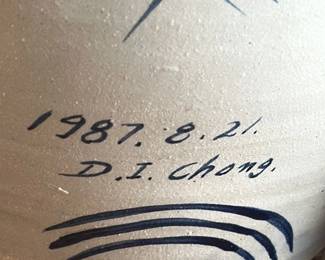 1987. 8. 21.
D. I. Chong.